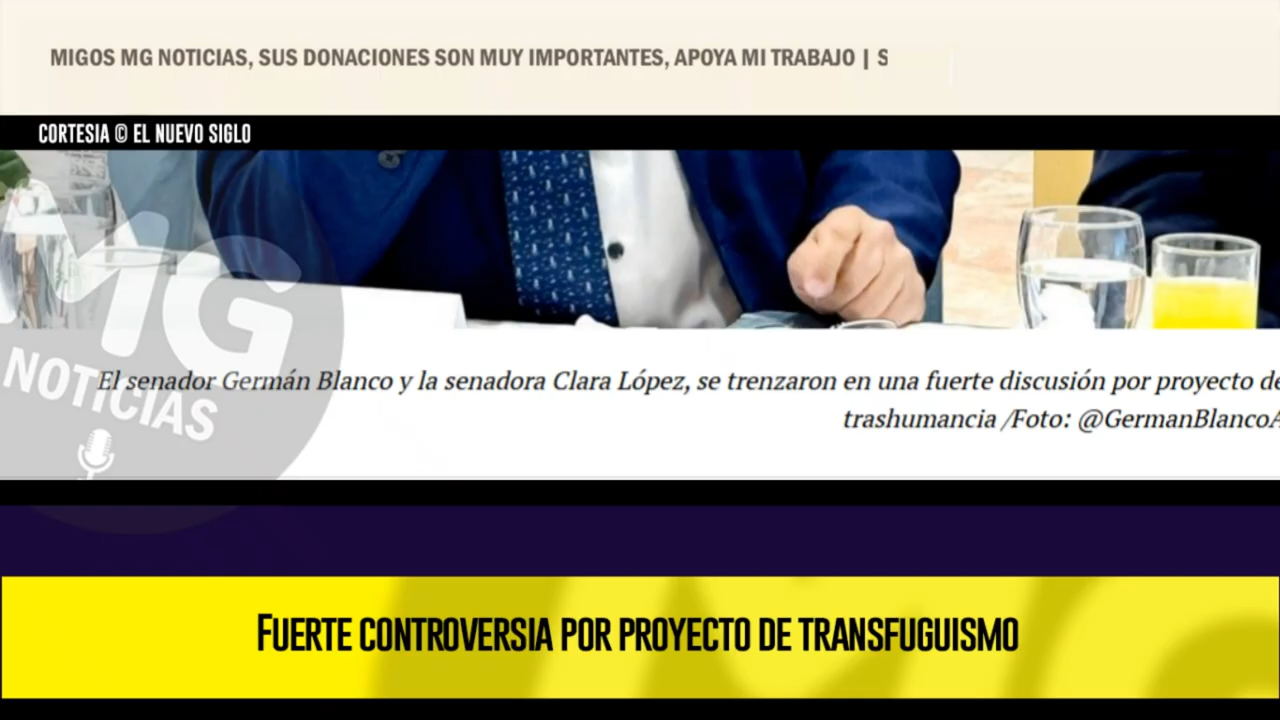 MIGOS MG NOTICIAS, SUS DONACIONES SON MUY IMPORTANTES, APOYA MI TRABAJO | S
CORTESIA © EL NUEVO SIGLO
MG
NOTICIAS
El senador Germán Blanco y la senadora Clara López, se trenzaron en una fuerte discusión por proyecto de
trashumancia /Foto: @GermanBlancoA
FUERTE CONTROVERSIA POR PROYECTO DE TRANSFUGUISMO